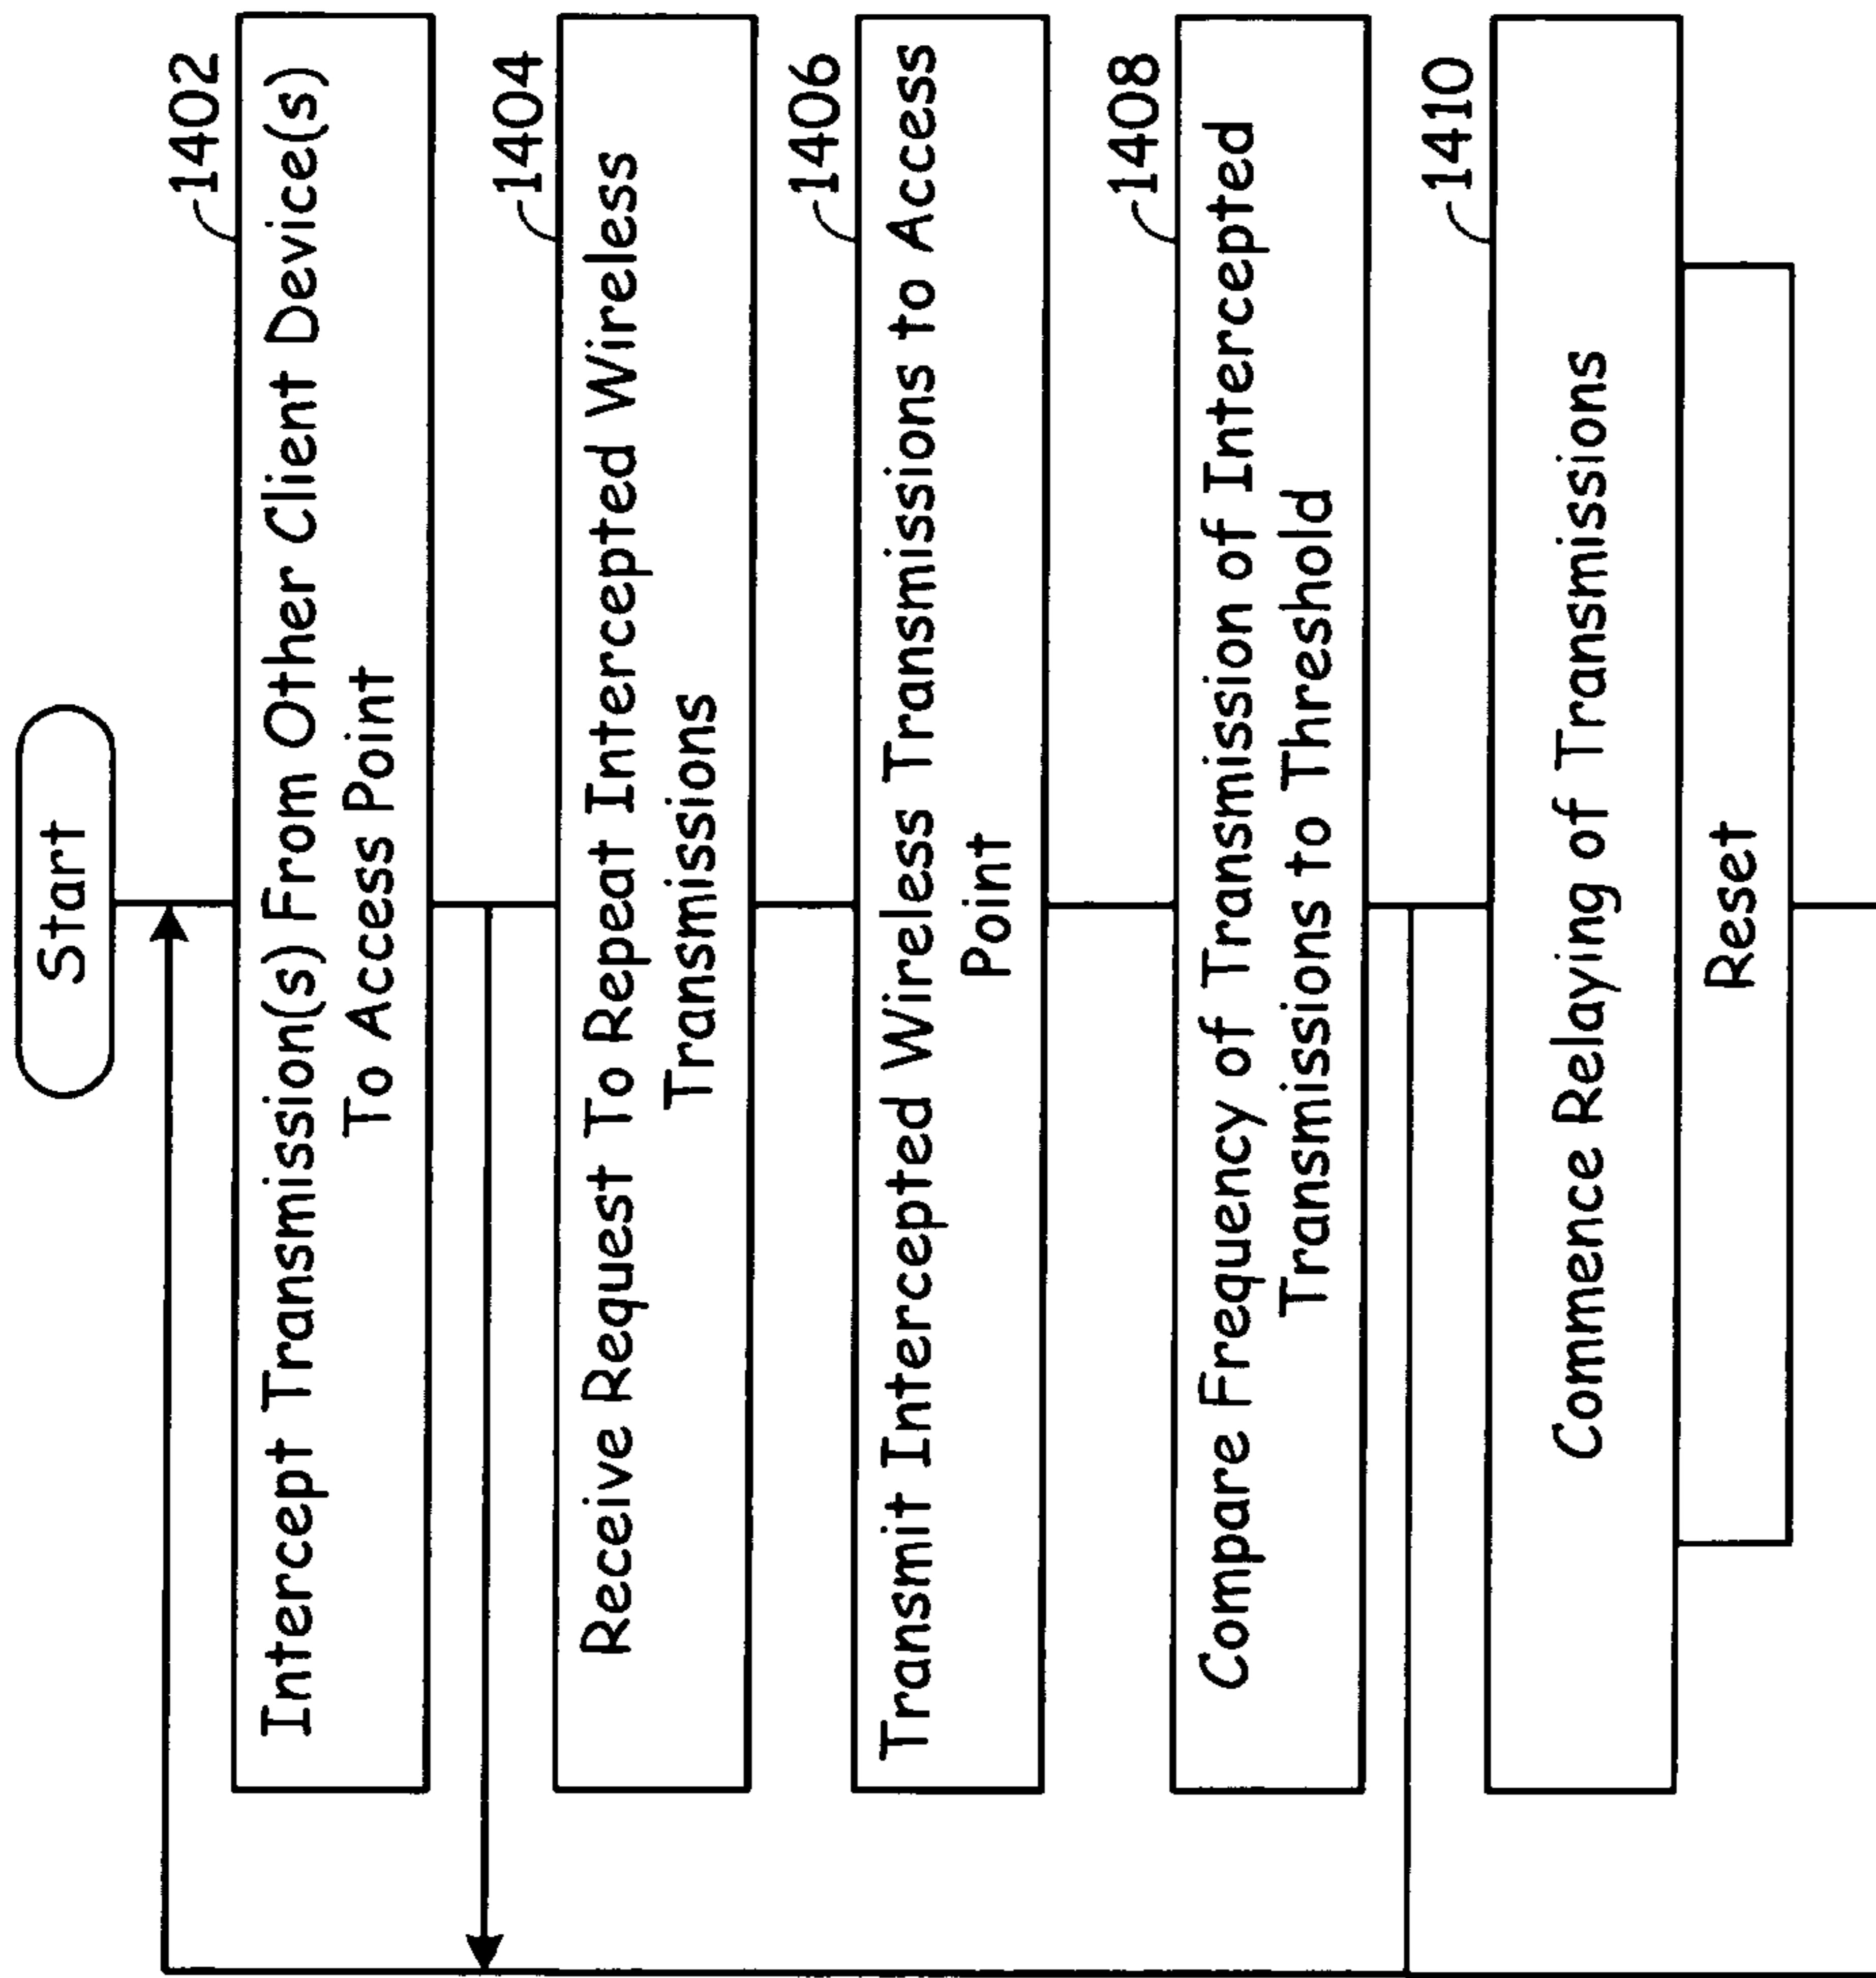 Start
1402
Intercept Transmission(s) From Other Client Device(s)
To Access Point
1404
Receive Request To Repeat Intercepted Wireless
Transmissions
1406
Transmit Intercepted Wireless Transmissions to Access
Point
1408
Compare Frequency of Transmission of Intercepted
Transmissions to Threshold
1410
Commence Relaying of Transmissions
Reset